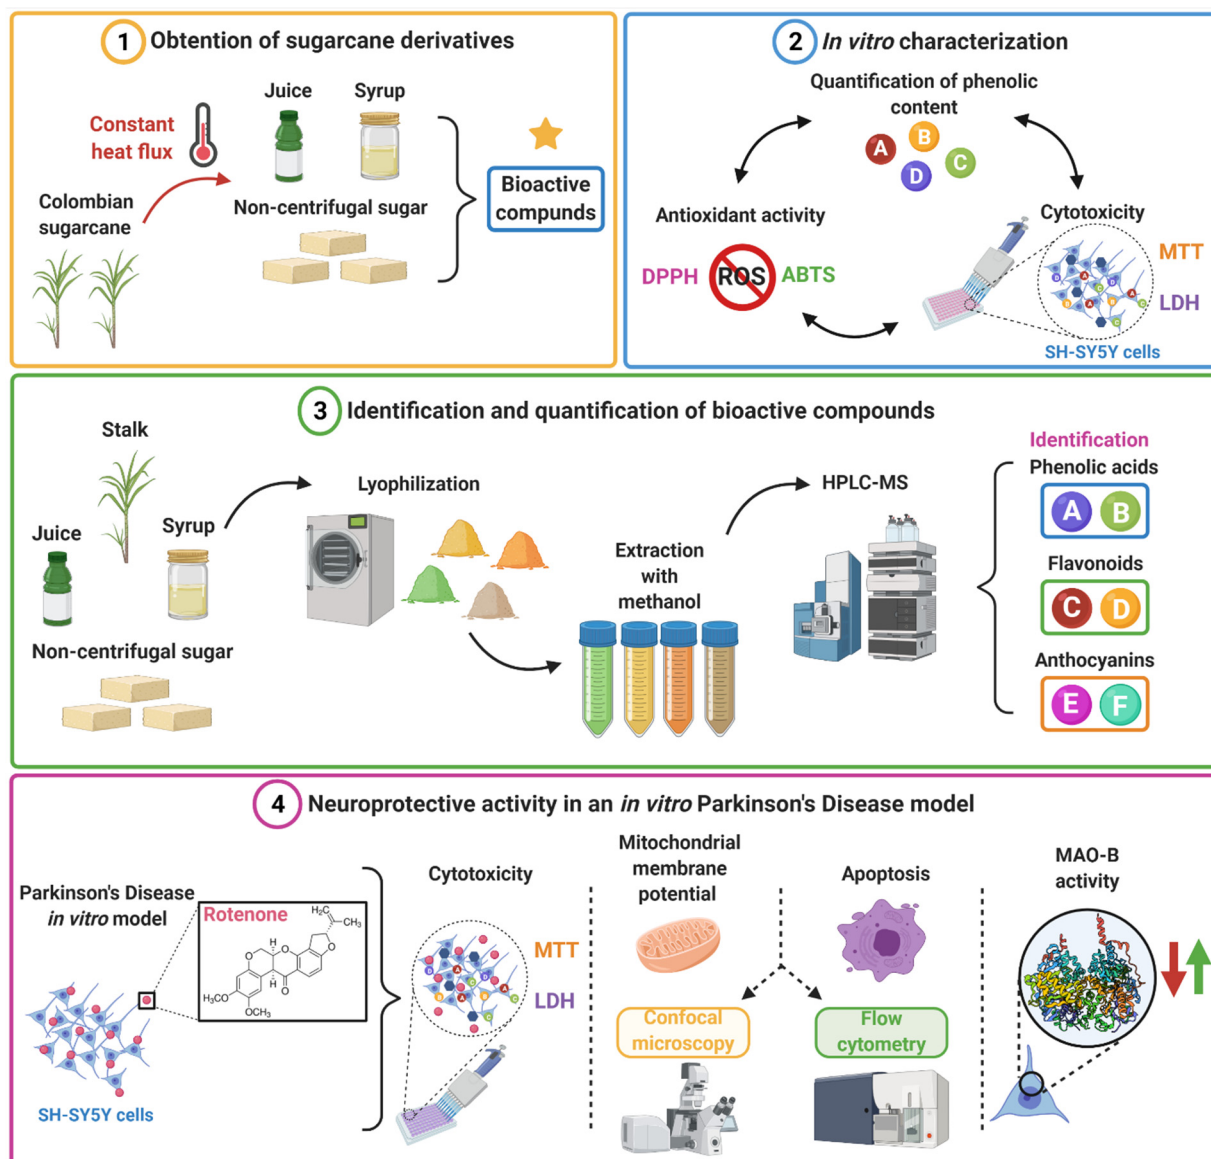 1 Obtention of sugarcane derivatives
Juice
Syrup
Constant
heat flux
Colombian
sugarcane
Non-centrifugal sugar
Bioactive
compunds
2 In vitro characterization
Quantification of phenolic
content
A
B
C
D
Antioxidant activity
DPPH
ROS
ABTS
Cytotoxicity
MTT
LDH
SH-SY5Y cells
3 Identification and quantification of bioactive compounds
Stalk
Juice
Syrup
Non-centrifugal sugar
Lyophilization
Extraction
with
methanol
HPLC-MS
Identification
Phenolic acids
A B
Flavonoids
C D
Anthocyanins
E F
4 Neuroprotective activity in an in vitro Parkinson's Disease model
Parkinson's Disease
in vitro model
Rotenone
H₂C
CH₃
H
O
O
O
O
H
O
H₃CO
OCH₃
SH-SY5Y cells
Cytotoxicity
MTT
LDH
Mitochondrial
membrane
potential
Apoptosis
Confocal
microscopy
Flow
cytometry
MAO-B
activity